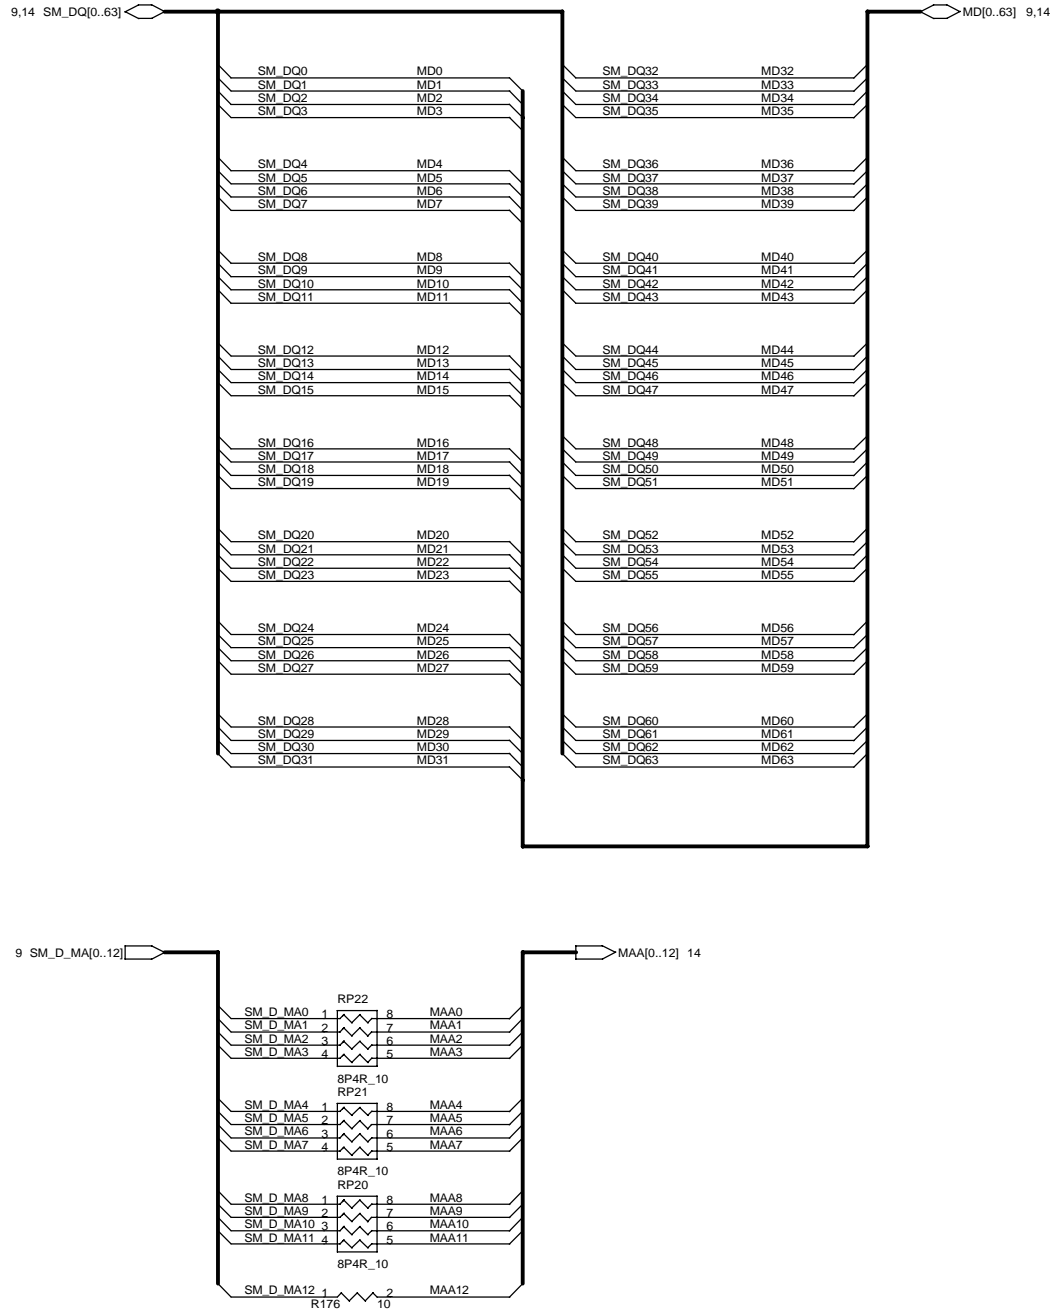 9,14 SM_DQ[0..63] MD[0..63] 9,14
SM_DQ0 MD0 SM_DQ32 MD32
SM_DQ1 MD1 SM_DQ33 MD33
SM_DQ2 MD2 SM_DQ34 MD34
SM_DQ3 MD3 SM_DQ35 MD35
SM_DQ4 MD4 SM_DQ36 MD36
SM_DQ5 MD5 SM_DQ37 MD37
SM_DQ6 MD6 SM_DQ38 MD38
SM_DQ7 MD7 SM_DQ39 MD39
SM_DQ8 MD8 SM_DQ40 MD40
SM_DQ9 MD9 SM_DQ41 MD41
SM_DQ10 MD10 SM_DQ42 MD42
SM_DQ11 MD11 SM_DQ43 MD43
SM_DQ12 MD12 SM_DQ44 MD44
SM_DQ13 MD13 SM_DQ45 MD45
SM_DQ14 MD14 SM_DQ46 MD46
SM_DQ15 MD15 SM_DQ47 MD47
SM_DQ16 MD16 SM_DQ48 MD48
SM_DQ17 MD17 SM_DQ49 MD49
SM_DQ18 MD18 SM_DQ50 MD50
SM_DQ19 MD19 SM_DQ51 MD51
SM_DQ20 MD20 SM_DQ52 MD52
SM_DQ21 MD21 SM_DQ53 MD53
SM_DQ22 MD22 SM_DQ54 MD54
SM_DQ23 MD23 SM_DQ55 MD55
SM_DQ24 MD24 SM_DQ56 MD56
SM_DQ25 MD25 SM_DQ57 MD57
SM_DQ26 MD26 SM_DQ58 MD58
SM_DQ27 MD27 SM_DQ59 MD59
SM_DQ28 MD28 SM_DQ60 MD60
SM_DQ29 MD29 SM_DQ61 MD61
SM_DQ30 MD30 SM_DQ62 MD62
SM_DQ31 MD31 SM_DQ63 MD63
9 SM_D_MA[0..12] MAA[0..12] 14
RP22
SM_D_MA0 1 8 MAA0
SM_D_MA1 2 7 MAA1
SM_D_MA2 3 6 MAA2
SM_D_MA3 4 5 MAA3
8P4R_10
RP21
SM_D_MA4 1 8 MAA4
SM_D_MA5 2 7 MAA5
SM_D_MA6 3 6 MAA6
SM_D_MA7 4 5 MAA7
8P4R_10
RP20
SM_D_MA8 1 8 MAA8
SM_D_MA9 2 7 MAA9
SM_D_MA10 3 6 MAA10
SM_D_MA11 4 5 MAA11
8P4R_10
SM_D_MA12 1 2 MAA12
R176 10